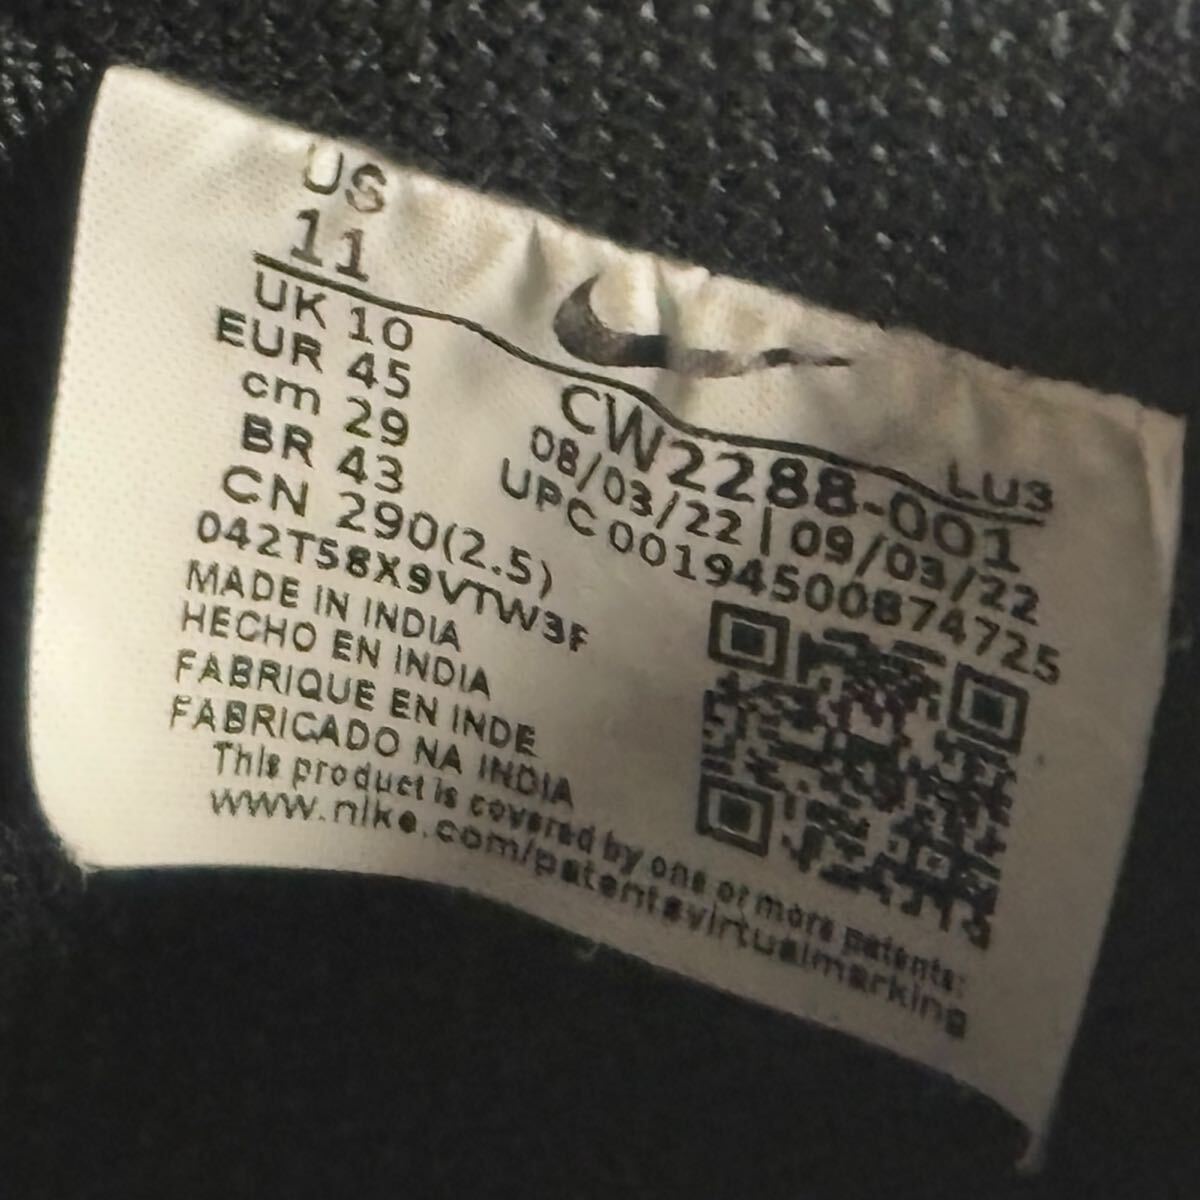 US
11
UK 10
EUR 45
cm 29
BR 43
CN 290(2.5)
042T58X9VTW3F
MADE IN INDIA
HECHO EN INDIA
FABRIQUE EN INDE
FABRICADO NA INDIA
LU3
CW2288-001
08/03/22 | 09/03/22
UPC 00194500874725
This product is covered by one or more patents:
www.nike.com/patentsvirtualmarking